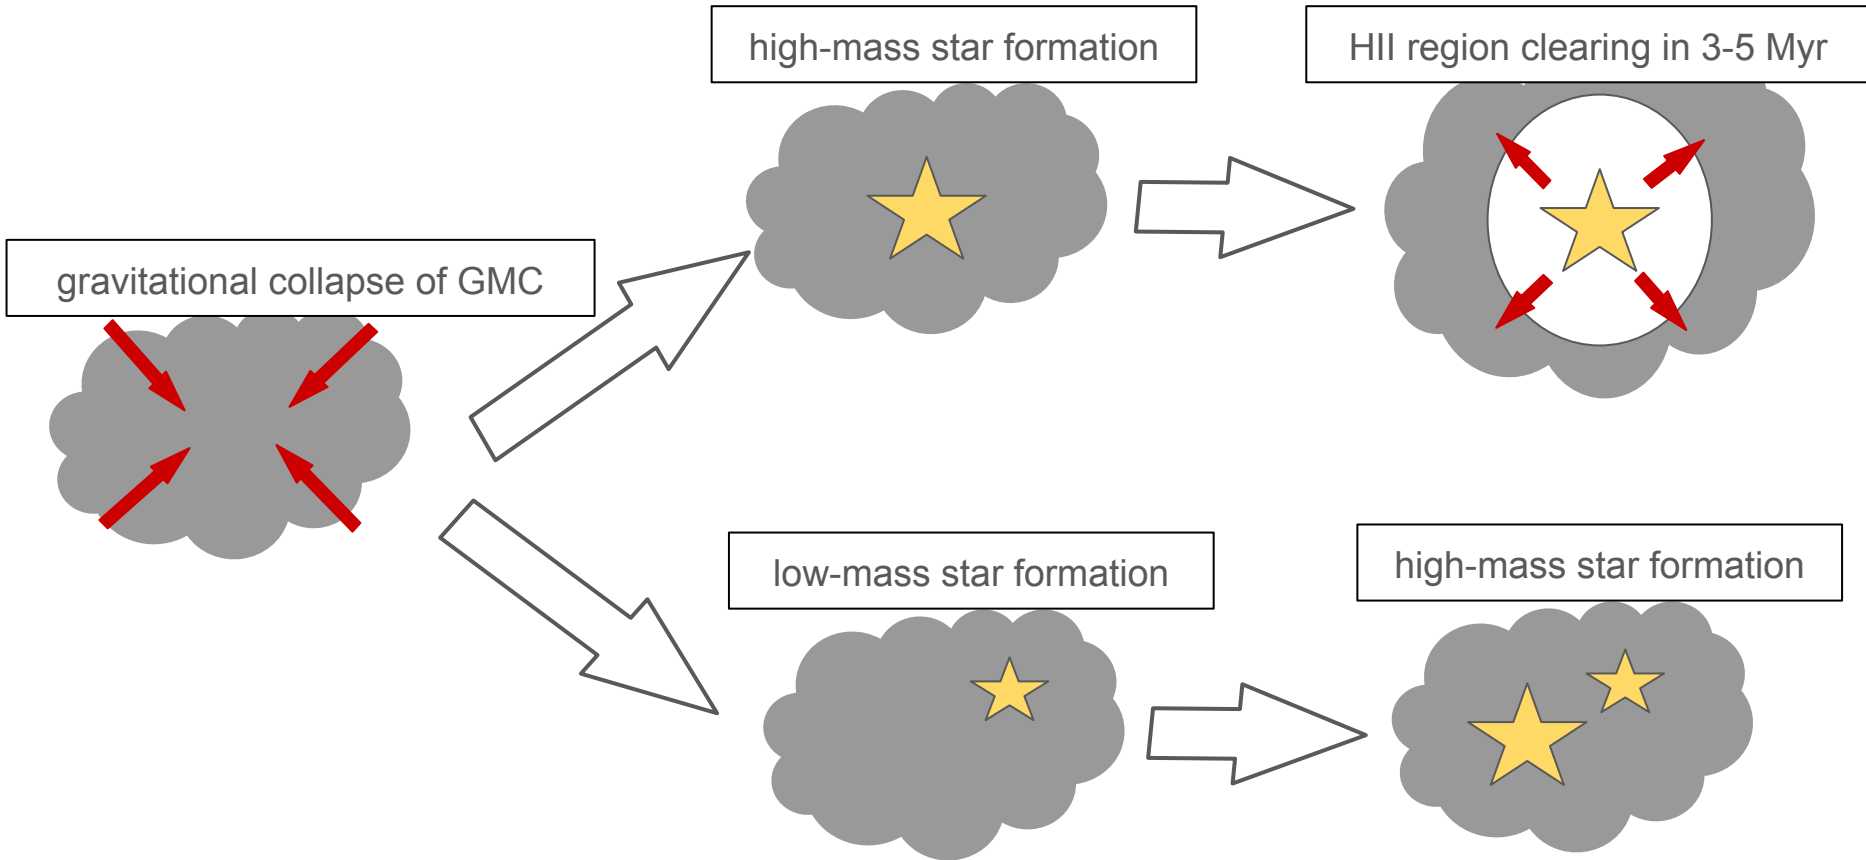 high-mass star formation
HII region clearing in 3-5 Myr
gravitational collapse of GMC
low-mass star formation
high-mass star formation